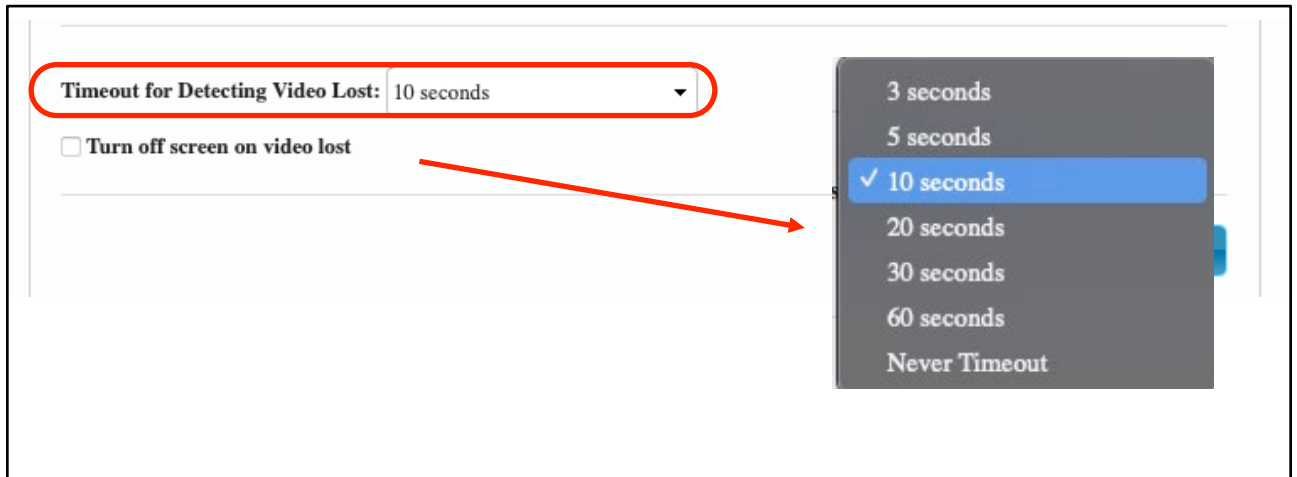 Timeout for Detecting Video Lost: 10 seconds
Turn off screen on video lost
3 seconds
5 seconds
✓ 10 seconds
20 seconds
30 seconds
60 seconds
Never Timeout